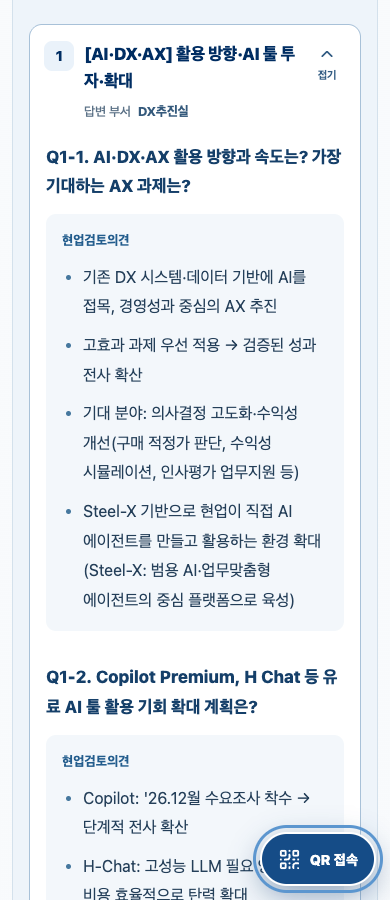 1
[AI·DX·AX] 활용 방향·AI 툴 투
자·확대
접기
답변 부서 DX추진실
Q1-1. AI·DX·AX 활용 방향과 속도는? 가장
기대하는 AX 과제는?
현업검토의견
• 기존 DX 시스템·데이터 기반에 AI를
접목, 경영성과 중심의 AX 추진
• 고효과 과제 우선 적용 → 검증된 성과
전사 확산
• 기대 분야: 의사결정 고도화·수익성
개선(구매 적정가 판단, 수익성
시뮬레이션, 인사평가 업무지원 등)
• Steel-X 기반으로 현업이 직접 AI
에이전트를 만들고 활용하는 환경 확대
(Steel-X: 범용 AI·업무맞춤형
에이전트의 중심 플랫폼으로 육성)
Q1-2. Copilot Premium, H Chat 등 유
료 AI 툴 활용 기회 확대 계획은?
현업검토의견
• Copilot: '26.12월 수요조사 착수 →
단계적 전사 확산
• H-Chat: 고성능 LLM 필요
비용 효율적으로 탄력 확대
QR 접속